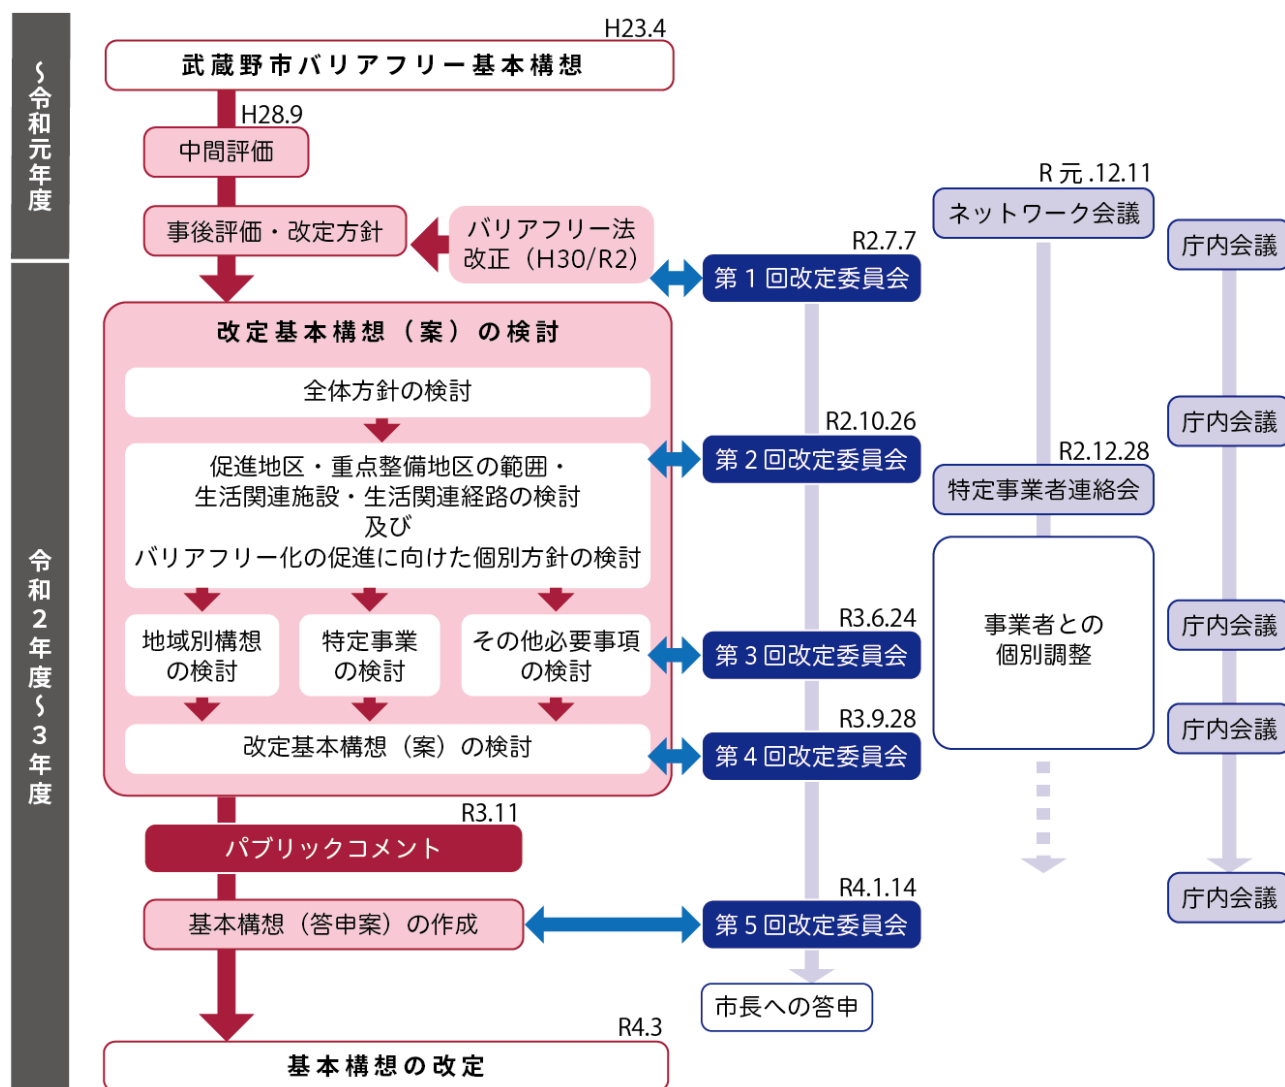 ～令和元年度
H23.4
武蔵野市バリアフリー基本構想
H28.9
中間評価
事後評価・改定方針
バリアフリー法
改正（H30/R2）
R元.12.11
ネットワーク会議
庁内会議
R2.7.7
第1回改定委員会
令和2年度～3年度
改定基本構想（案）の検討
全体方針の検討
促進地区・重点整備地区の範囲・
生活関連施設・生活関連経路の検討
及び
バリアフリー化の促進に向けた個別方針の検討
R2.10.26
第2回改定委員会
庁内会議
R2.12.28
特定事業者連絡会
地域別構想
の検討
特定事業
の検討
その他必要事項
の検討
R3.6.24
第3回改定委員会
事業者との
個別調整
庁内会議
改定基本構想（案）の検討
R3.9.28
第4回改定委員会
庁内会議
R3.11
パブリックコメント
基本構想（答申案）の作成
R4.1.14
第5回改定委員会
庁内会議
市長への答申
R4.3
基本構想の改定